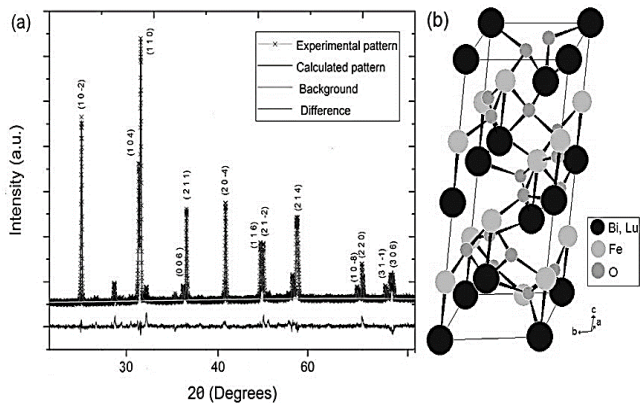 (a)
(b)
Intensity (a.u.)
(1 0 -2)
(1 0 4)
(1 1 0)
(0 0 6)
(2 1 1)
(2 0 -4)
(1 1 6)
(2 1 -2)
(2 1 4)
(1 0 -8)
(2 2 0)
(3 1 -1)
(3 0 6)
Experimental pattern
Calculated pattern
Background
Difference
30
40
50
60
2θ (Degrees)
Bi, Lu
Fe
O
c
b
a